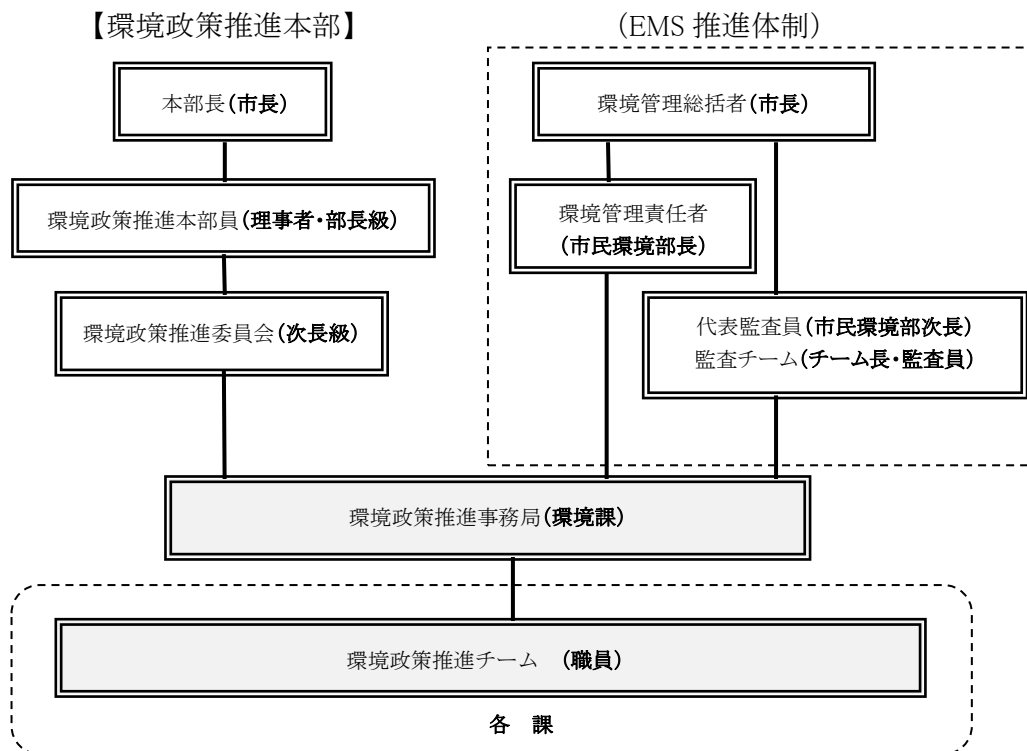 【環境政策推進本部】
(EMS 推進体制)
本部長(市長)
環境管理総括者(市長)
環境政策推進本部員(理事者・部長級)
環境管理責任者
(市民環境部長)
環境政策推進委員会(次長級)
代表監査員(市民環境部次長)
監査チーム(チーム長・監査員)
環境政策推進事務局(環境課)
環境政策推進チーム (職員)
各 課